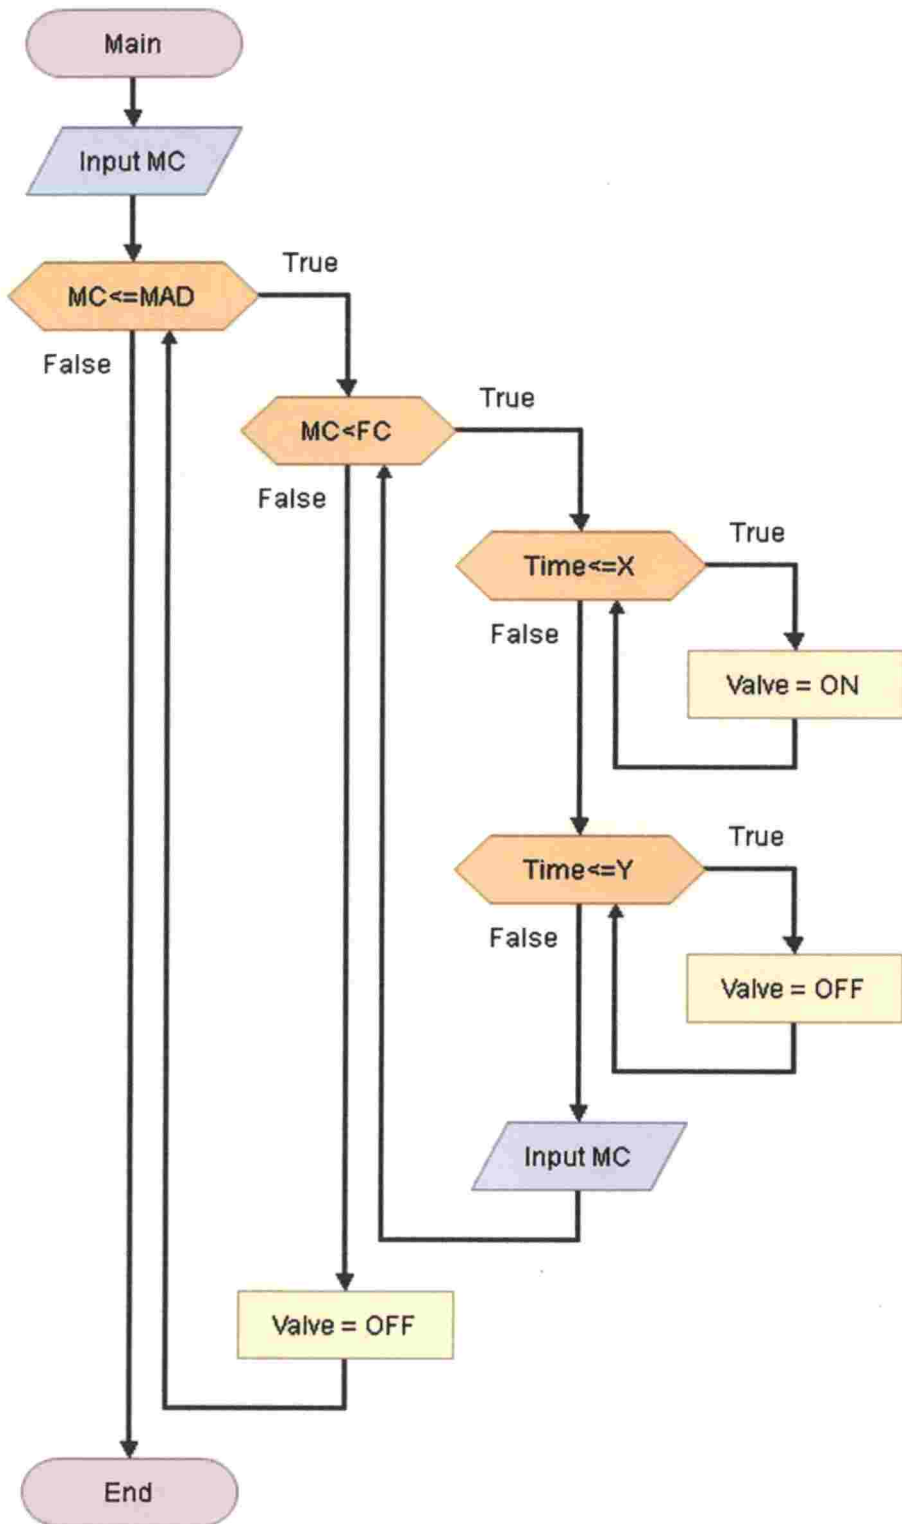 Main
Input MC
MC<=MAD
True
False
MC<FC
True
False
Time<=X
True
False
Valve = ON
Time<=Y
True
False
Valve = OFF
Input MC
Valve = OFF
End